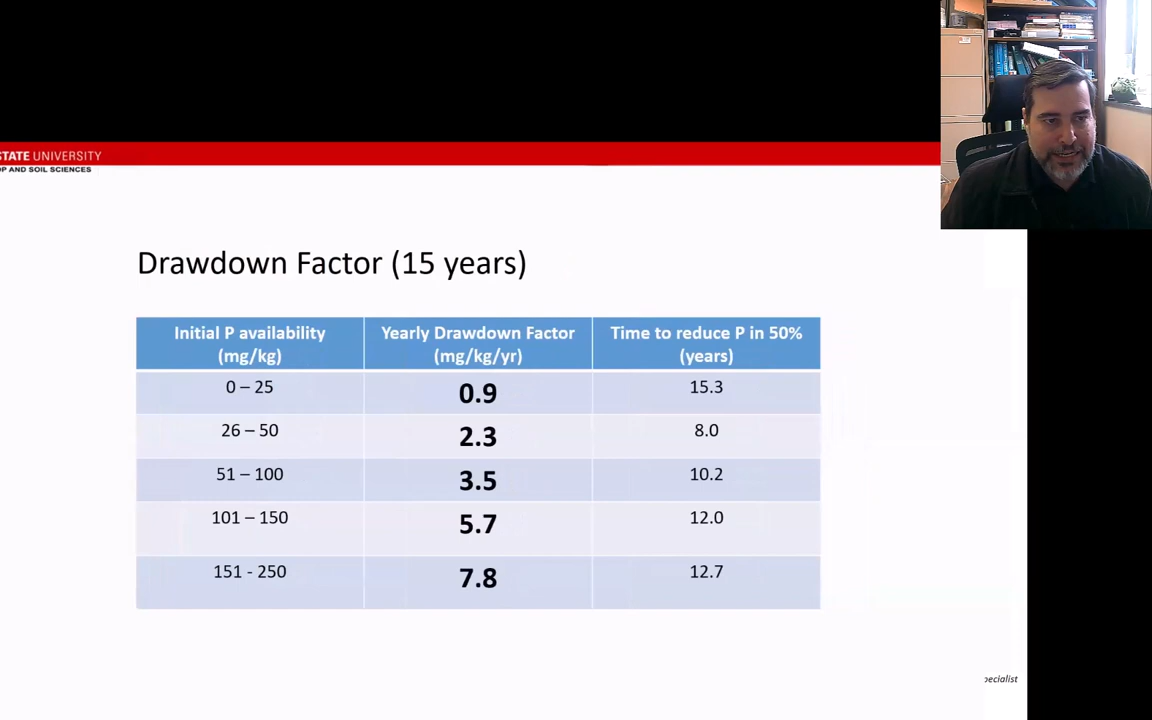 STATE UNIVERSITY
OP AND SOIL SCIENCES
Drawdown Factor (15 years)
Initial P availability (mg/kg)
Yearly Drawdown Factor (mg/kg/yr)
Time to reduce P in 50% (years)
0 – 25 0.9 15.3
26 – 50 2.3 8.0
51 – 100 3.5 10.2
101 – 150 5.7 12.0
151 - 250 7.8 12.7
pecialist